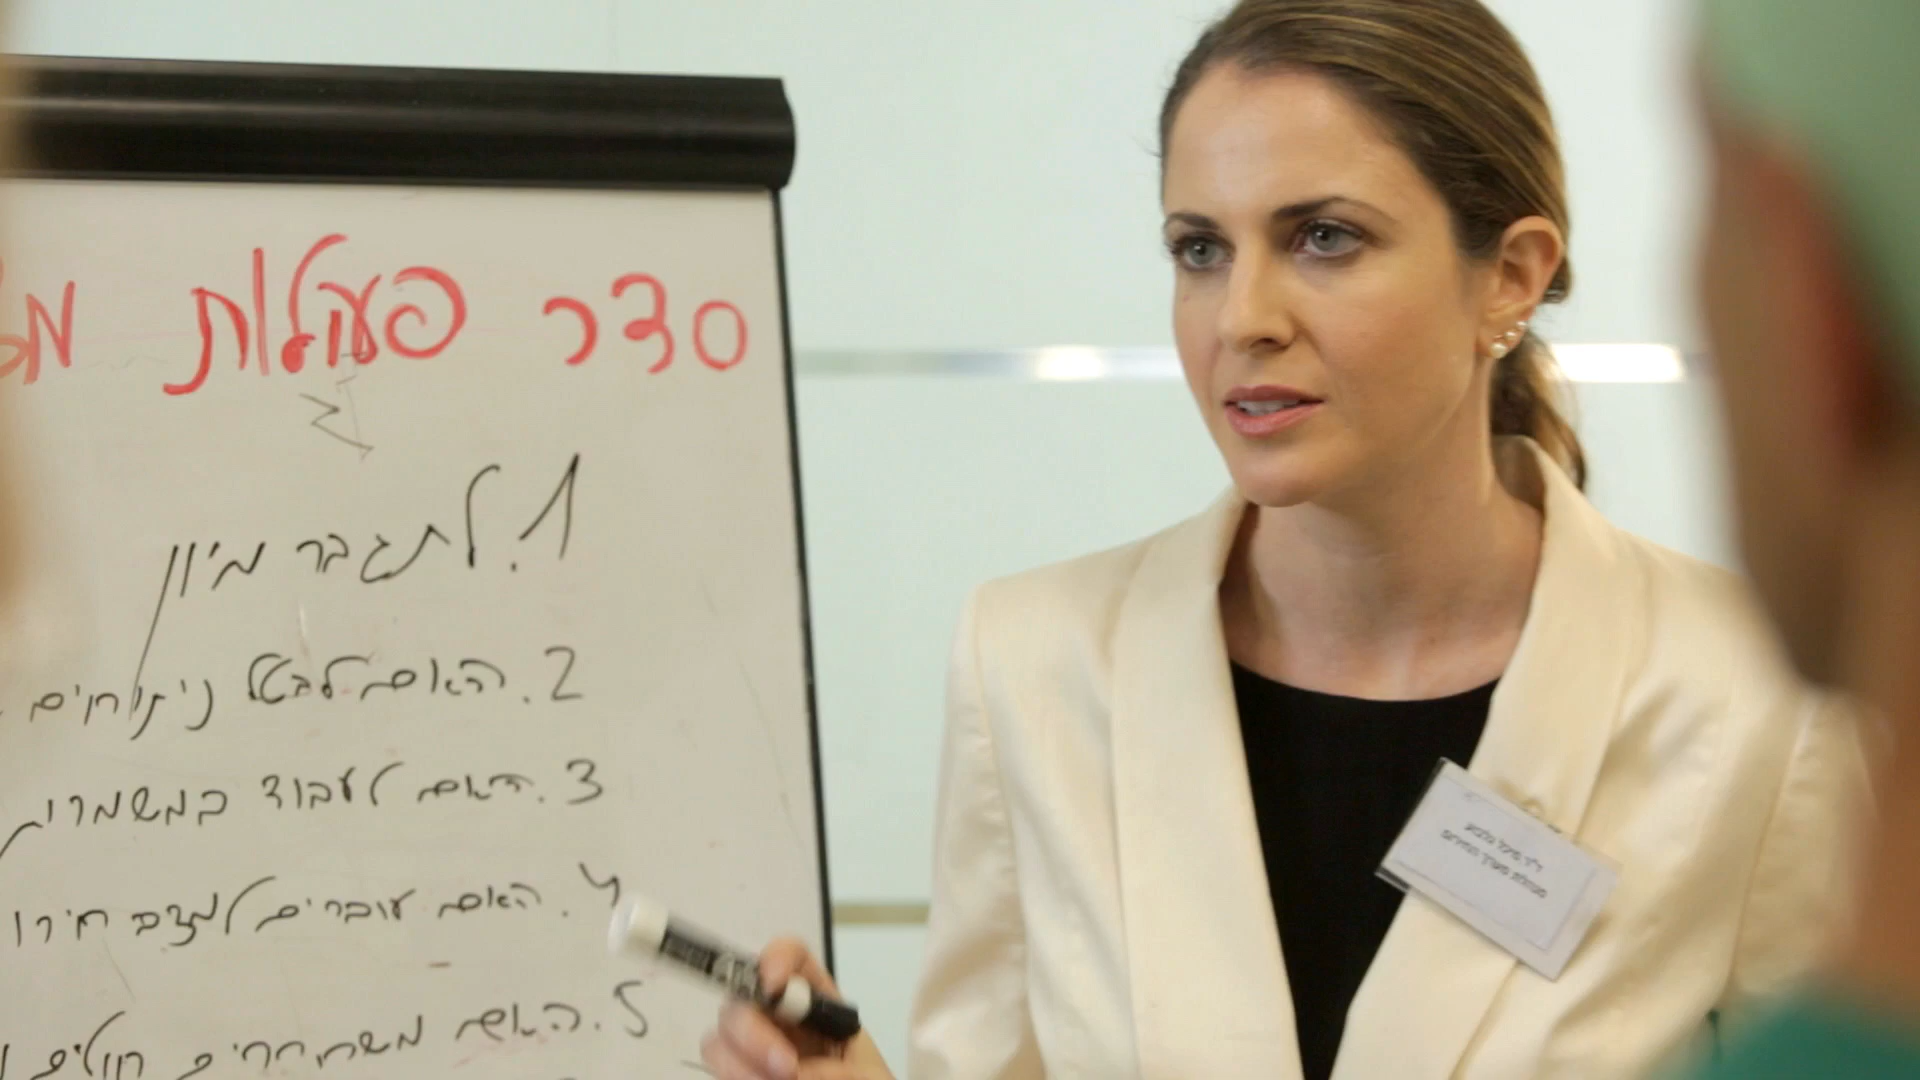 סדר פעולות
1. לתגבר מיון
2. האם לבטל ניתוחים
3. האם לעבוד במשמרות
4. האם עוברים למצב חירו
5. האם משחררים חולים